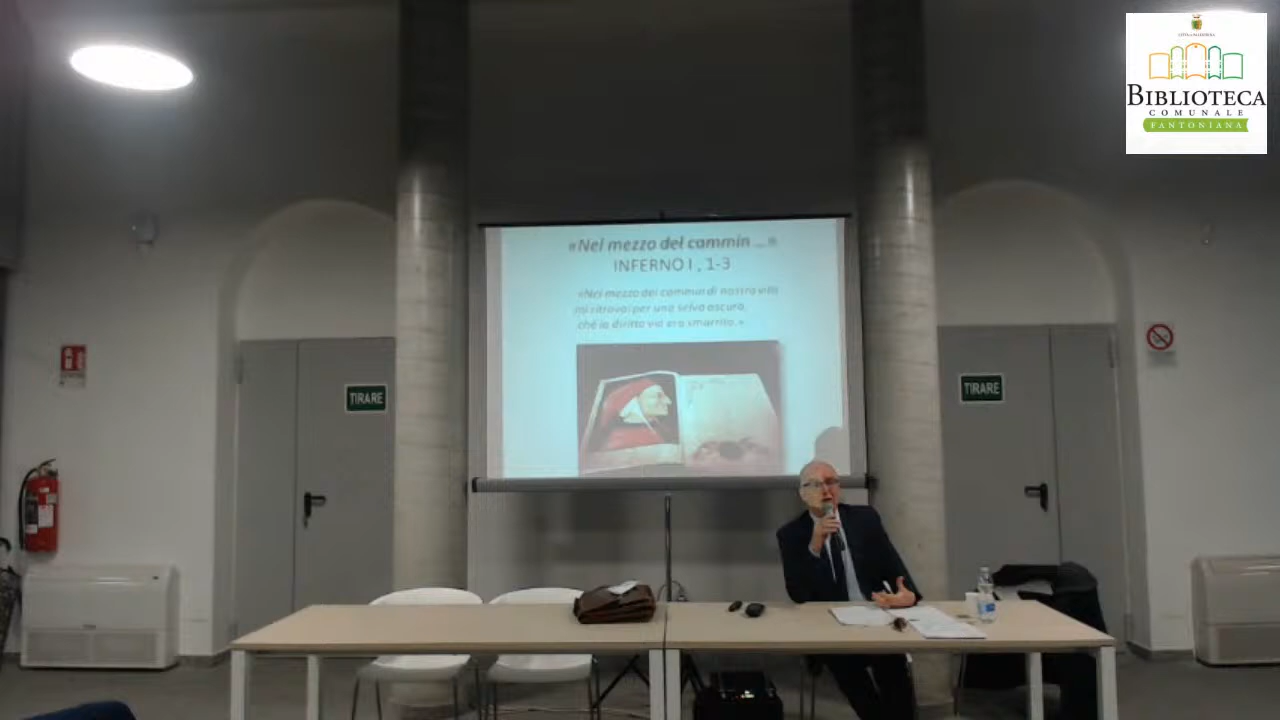 BIBLIOTECA
COMUNALE
FANTONIANA
«Nel mezzo del cammin ...»
INFERNO I, 1-3
«Nel mezzo del cammin di nostra vita
mi ritrovai per una selva oscura,
ché la diritta via era smarrita.»
TIRARE
TIRARE